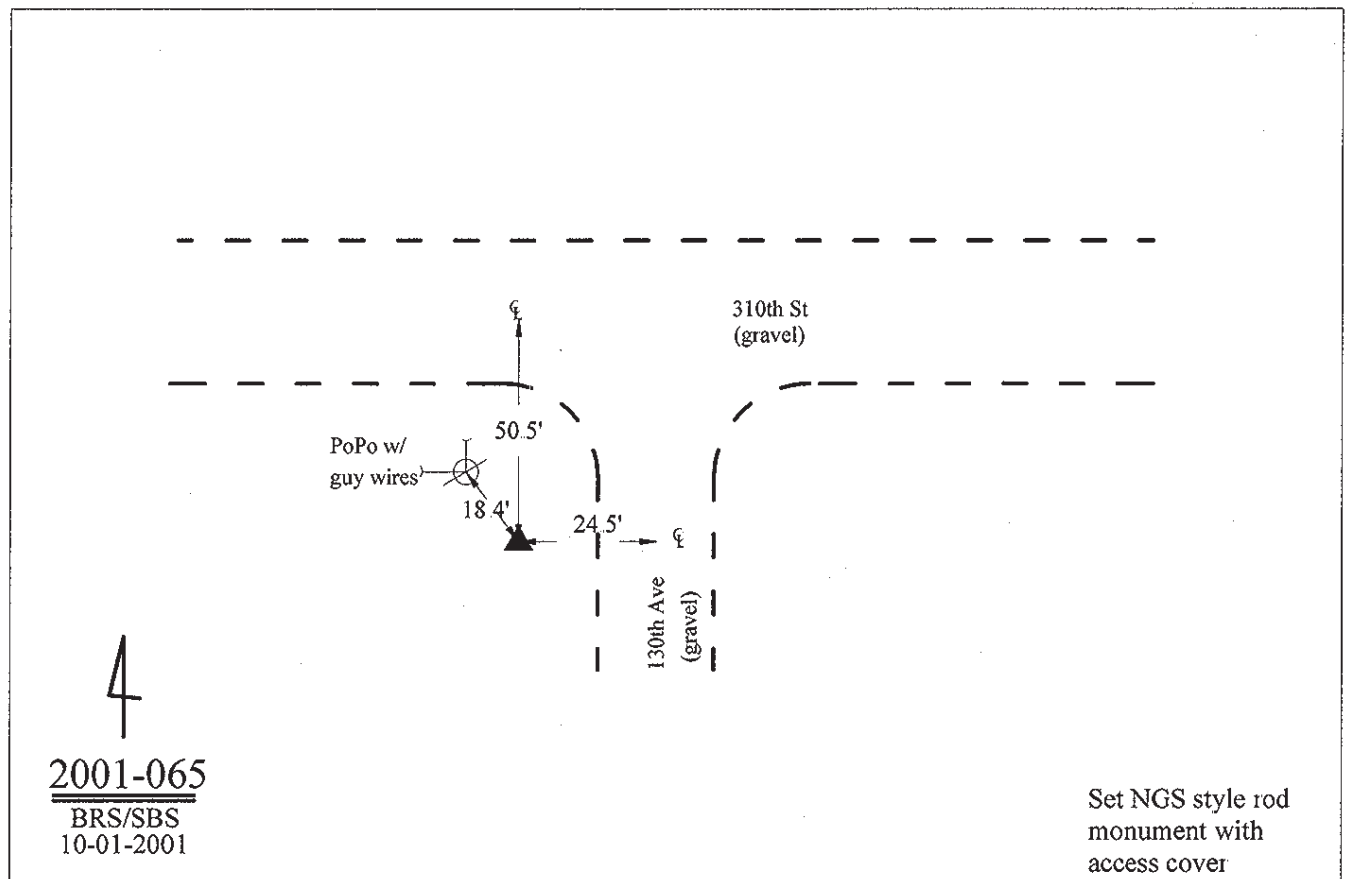 ℄
310th St
(gravel)
50.5'
PoPo w/
guy wires
18.4'
24.5'
℄
130th Ave
(gravel)
2001-065
BRS/SBS
10-01-2001
Set NGS style rod
monument with
access cover